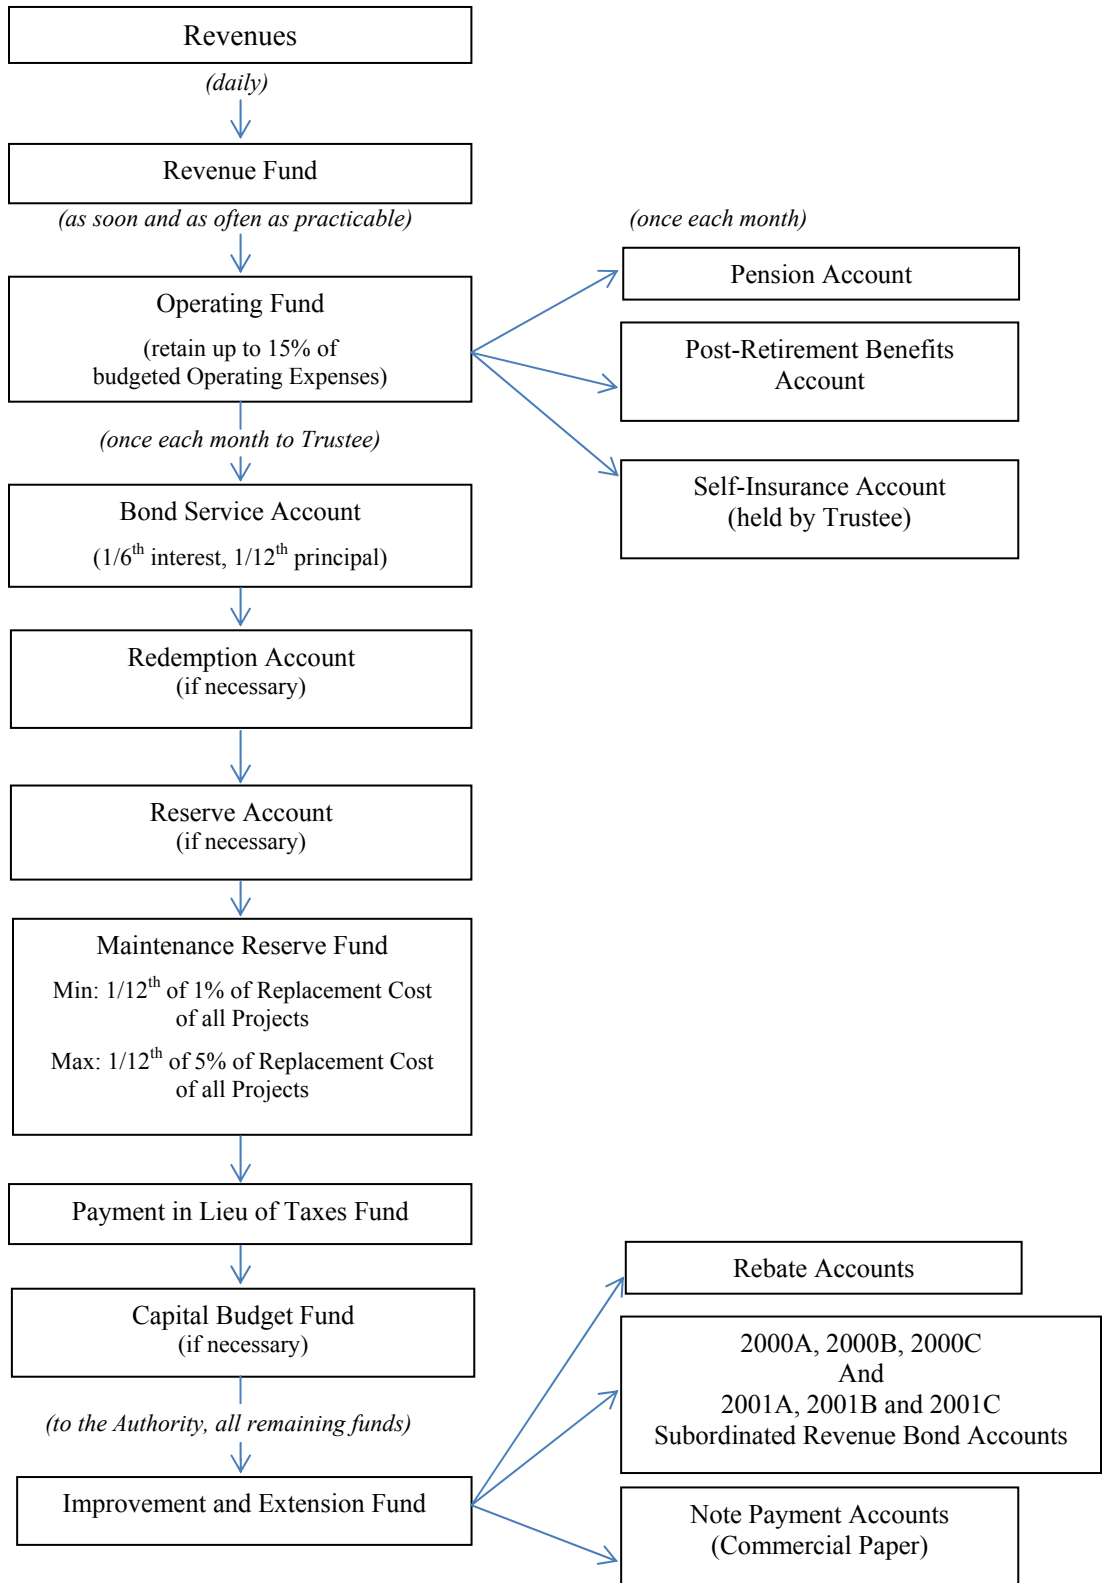 Revenues
(daily)
Revenue Fund
(as soon and as often as practicable)
(once each month)
Operating Fund
(retain up to 15% of
budgeted Operating Expenses)
Pension Account
Post-Retirement Benefits
Account
Self-Insurance Account
(held by Trustee)
(once each month to Trustee)
Bond Service Account
(1/6th interest, 1/12th principal)
Redemption Account
(if necessary)
Reserve Account
(if necessary)
Maintenance Reserve Fund
Min: 1/12th of 1% of Replacement Cost
of all Projects
Max: 1/12th of 5% of Replacement Cost
of all Projects
Payment in Lieu of Taxes Fund
Capital Budget Fund
(if necessary)
(to the Authority, all remaining funds)
Improvement and Extension Fund
Rebate Accounts
2000A, 2000B, 2000C
And
2001A, 2001B and 2001C
Subordinated Revenue Bond Accounts
Note Payment Accounts
(Commercial Paper)